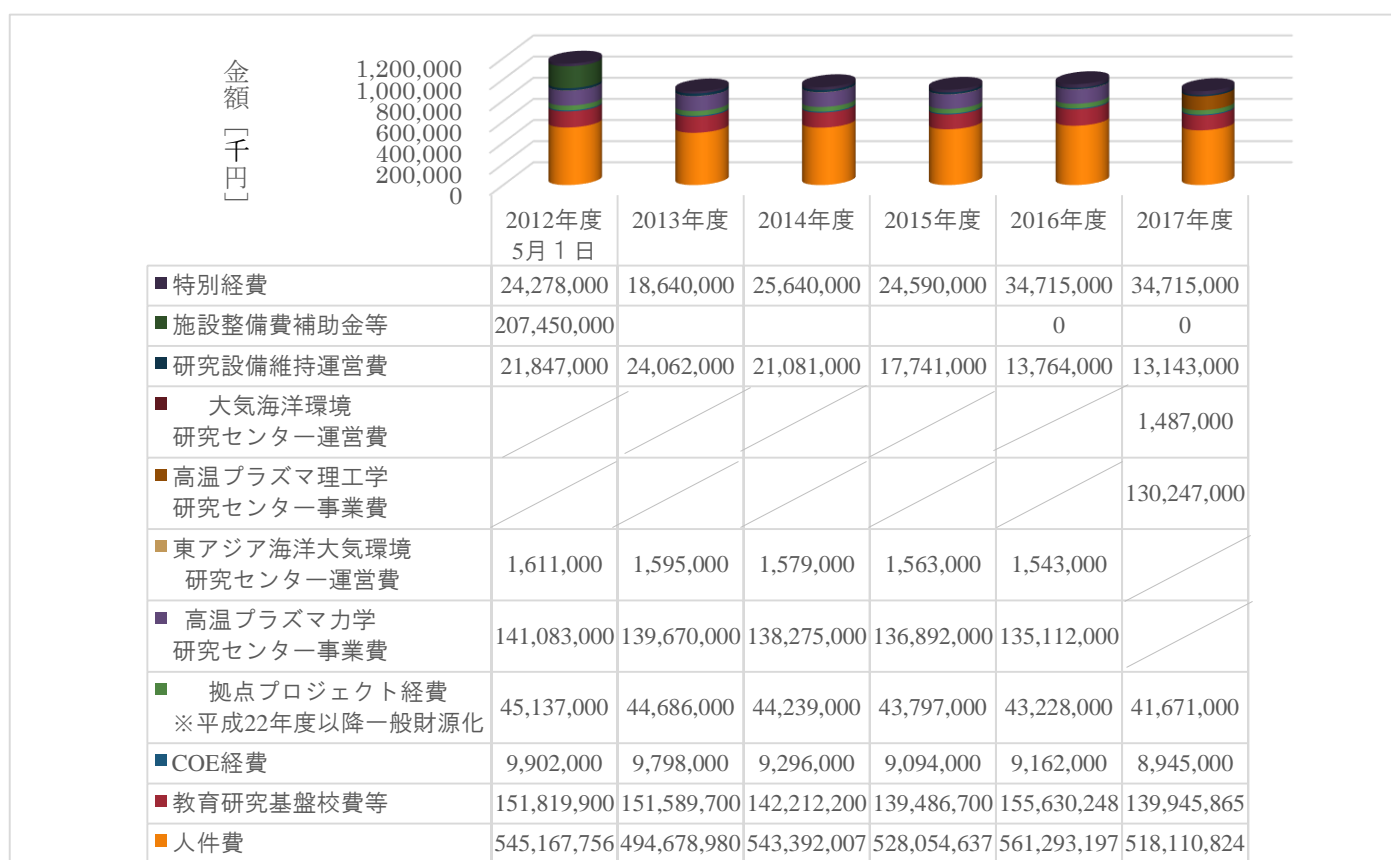 金額［千円］
1,200,000
1,000,000
800,000
600,000
400,000
200,000
0
2012年度 2013年度 2014年度 2015年度 2016年度 2017年度
5月１日
特別経費 24,278,000 18,640,000 25,640,000 24,590,000 34,715,000 34,715,000
施設整備費補助金等 207,450,000 0 0
研究設備維持運営費 21,847,000 24,062,000 21,081,000 17,741,000 13,764,000 13,143,000
大気海洋環境
研究センター運営費 1,487,000
高温プラズマ理工学
研究センター事業費 130,247,000
東アジア海洋大気環境
研究センター運営費 1,611,000 1,595,000 1,579,000 1,563,000 1,543,000
高温プラズマ力学
研究センター事業費 141,083,000 139,670,000 138,275,000 136,892,000 135,112,000
拠点プロジェクト経費
※平成22年度以降一般財源化 45,137,000 44,686,000 44,239,000 43,797,000 43,228,000 41,671,000
COE経費 9,902,000 9,798,000 9,296,000 9,094,000 9,162,000 8,945,000
教育研究基盤校費等 151,819,900 151,589,700 142,212,200 139,486,700 155,630,248 139,945,865
人件費 545,167,756 494,678,980 543,392,007 528,054,637 561,293,197 518,110,824